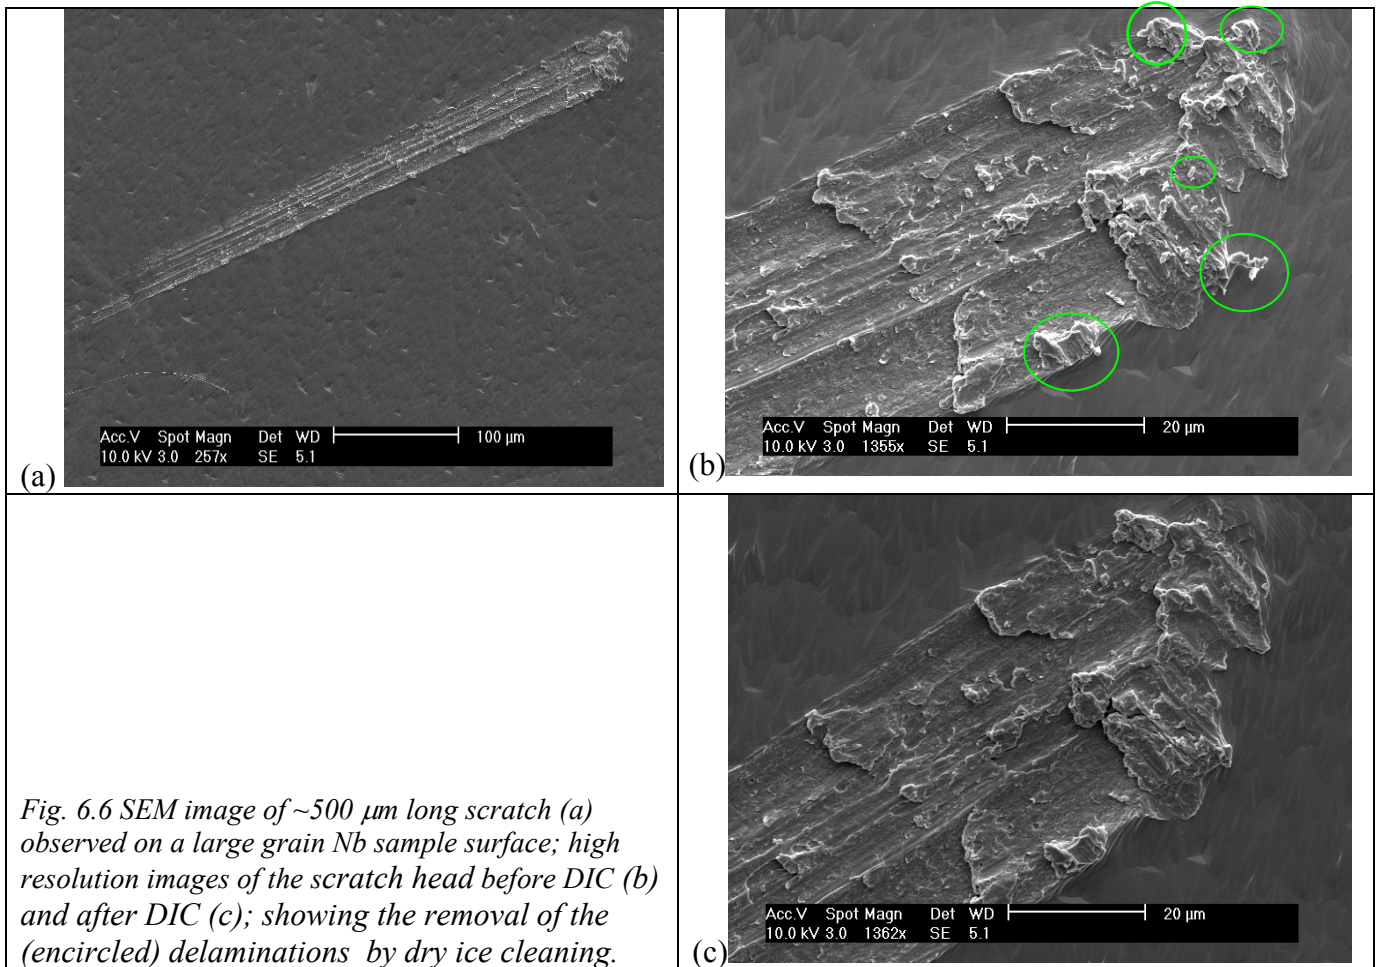 Acc.V Spot Magn Det WD 100 μm
10.0 kV 3.0 257x SE 5.1
(a)
Acc.V Spot Magn Det WD 20 μm
10.0 kV 3.0 1355x SE 5.1
(b)
Fig. 6.6 SEM image of ~500 μm long scratch (a)
observed on a large grain Nb sample surface; high
resolution images of the scratch head before DIC (b)
and after DIC (c); showing the removal of the
(encircled) delaminations by dry ice cleaning.
Acc.V Spot Magn Det WD 20 μm
10.0 kV 3.0 1362x SE 5.1
(c)